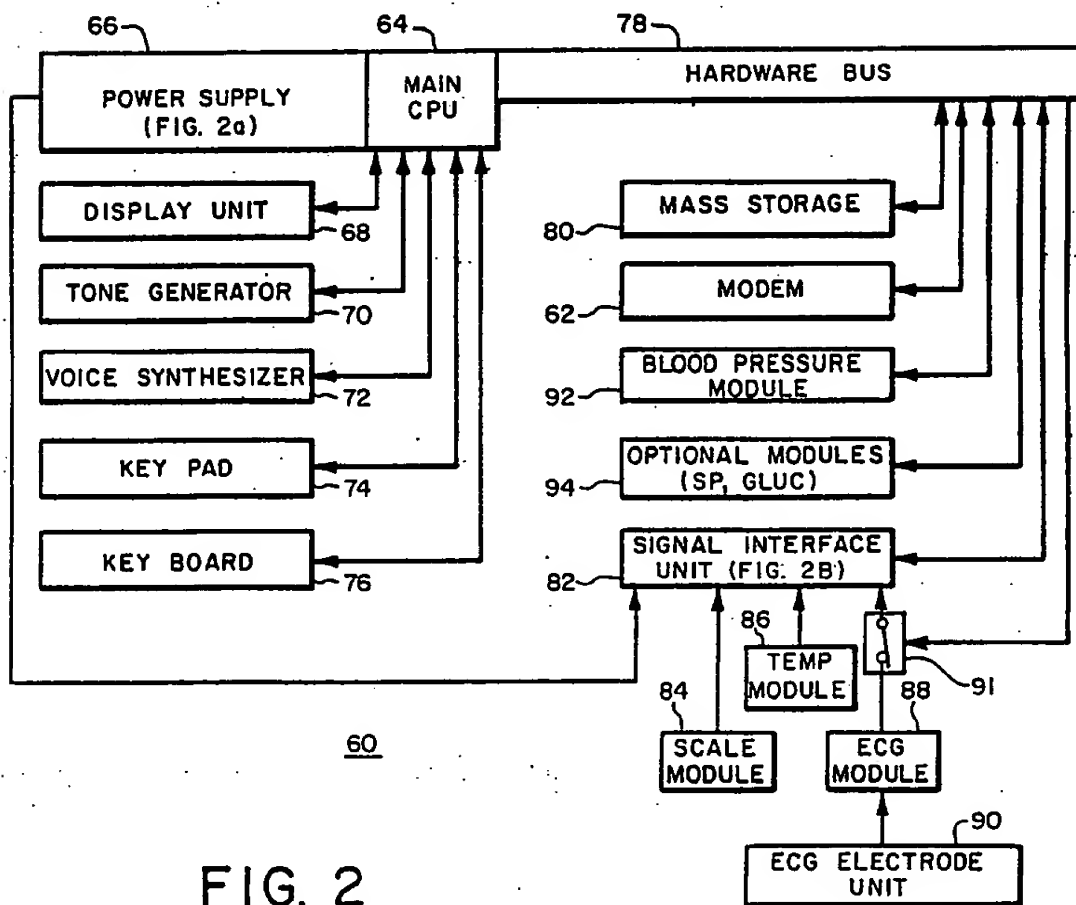 66
64
78
POWER SUPPLY
(FIG. 2a)
MAIN
CPU
HARDWARE BUS
DISPLAY UNIT
68
MASS STORAGE
80
TONE GENERATOR
70
MODEM
62
VOICE SYNTHESIZER
72
BLOOD PRESSURE
MODULE
92
KEY PAD
74
OPTIONAL MODULES
(SP, GLUC)
94
KEY BOARD
76
SIGNAL INTERFACE
UNIT (FIG. 2B)
82
86
TEMP
MODULE
91
84
SCALE
MODULE
88
ECG
MODULE
60
90
ECG ELECTRODE
UNIT
FIG. 2